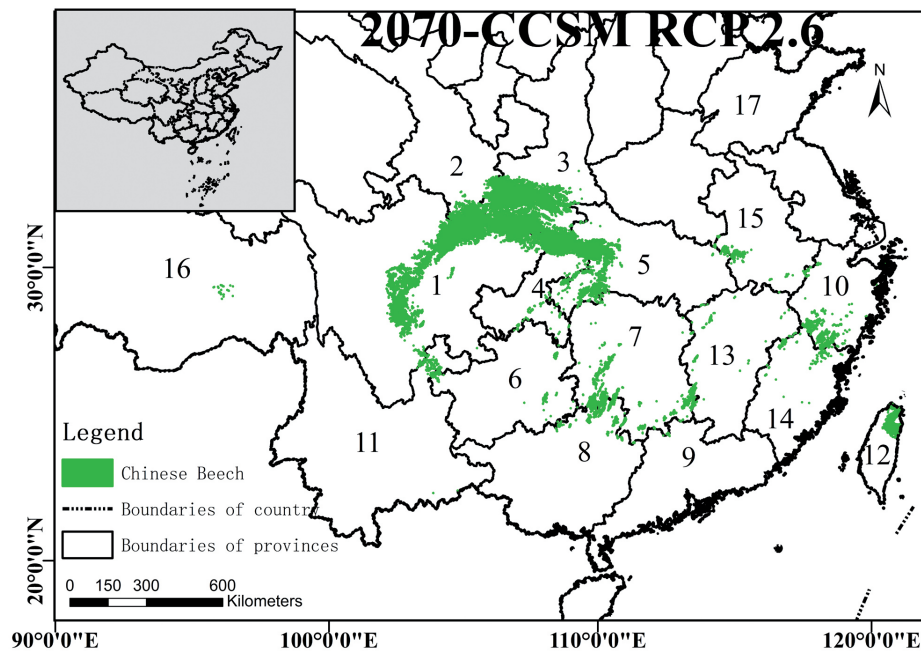 2070-CCSM RCP 2.6
N
17
2
3
15
16
30°0'0"N
5
10
1
4
7
13
6
14
Legend
11
8
9
12
Chinese Beech
Boundaries of country
Boundaries of provinces
20°0'0"N
0 150 300 600
Kilometers
90°0'0"E 100°0'0"E 110°0'0"E 120°0'0"E